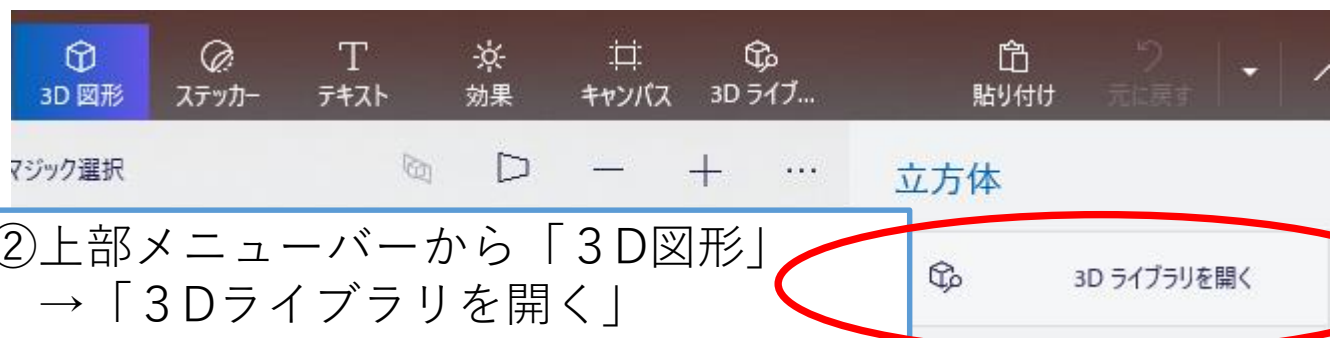 3D 図形 ステッカー テキスト 効果 キャンバス 3D ライブ... 貼り付け 元に戻す
マジック選択
立方体
②上部メニューバーから「３D図形」
→「３Dライブラリを開く」
3D ライブラリを開く